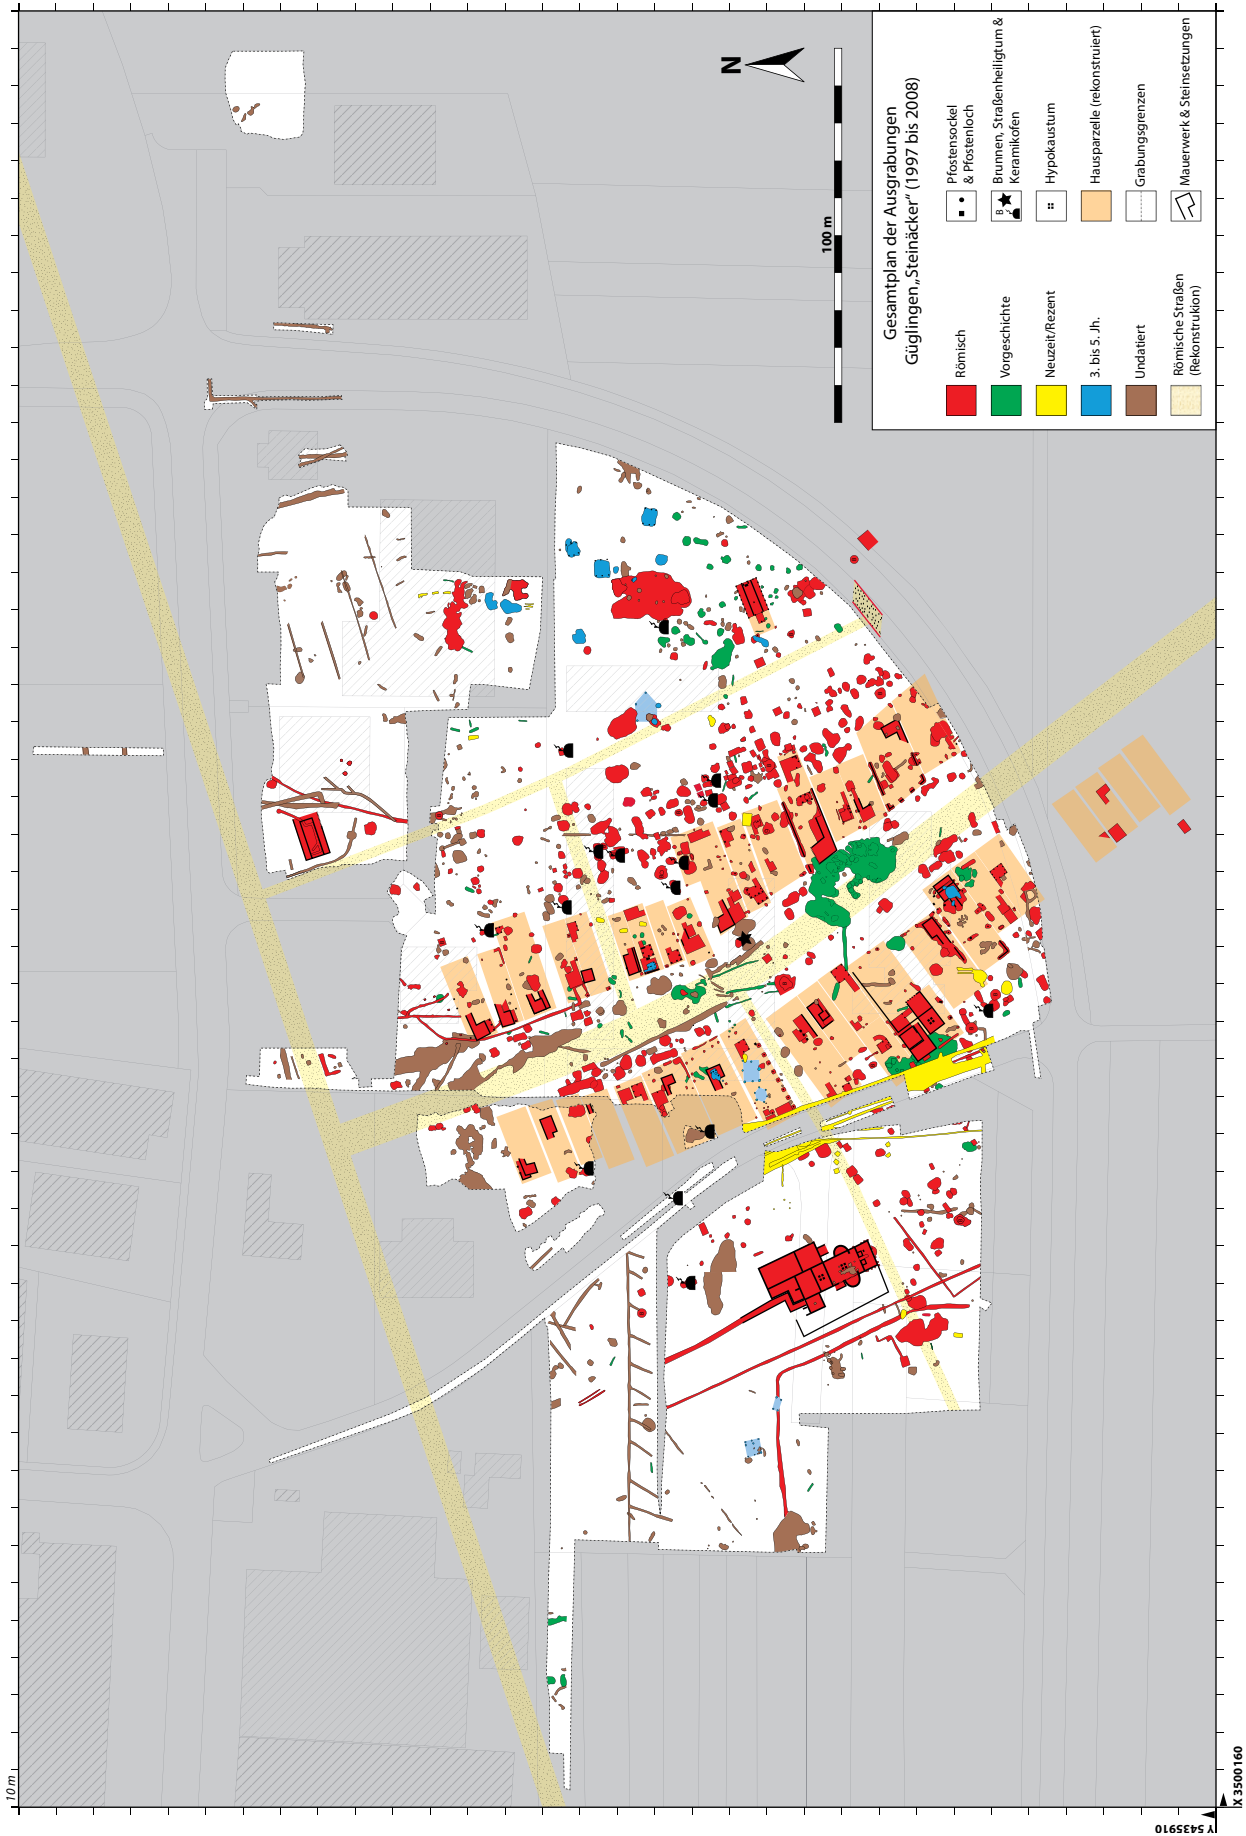 Gesamtplan der Ausgrabungen
Güglingen„Steinäcker“ (1997 bis 2008)
Römisch
Vorgeschichte
Neuzeit/Rezent
3. bis 5. Jh.
Undatiert
Römische Straßen
(Rekonstrukion)
Pfostensockel
& Pfostenloch
B
Brunnen, Straßenheiligtum &
Keramikofen
Hypokaustum
Hausparzelle (rekonstruiert)
Grabungsgrenzen
Mauerwerk & Steinsetzungen
N
100 m
10 m
X 3500160
Y 5435910